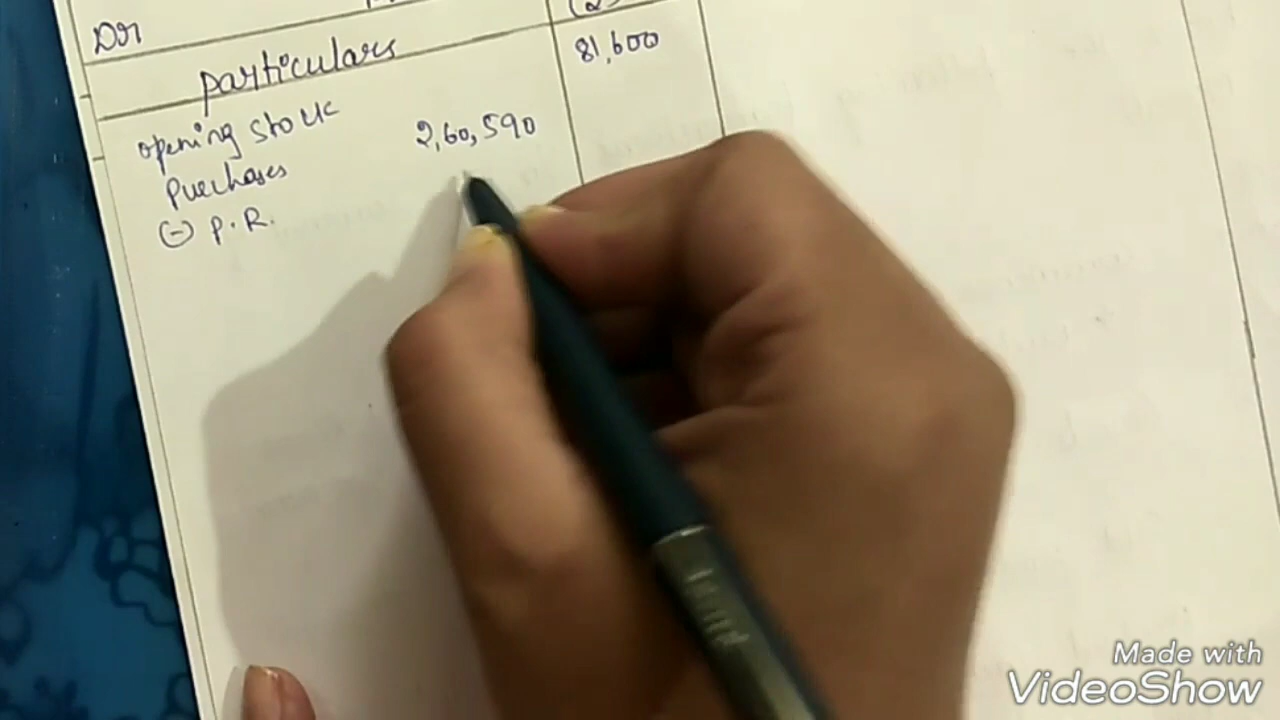 Dr
Particulars
opening stock 81,600
Purchases 2,60,590
(-) P.R.
Made with
VideoShow